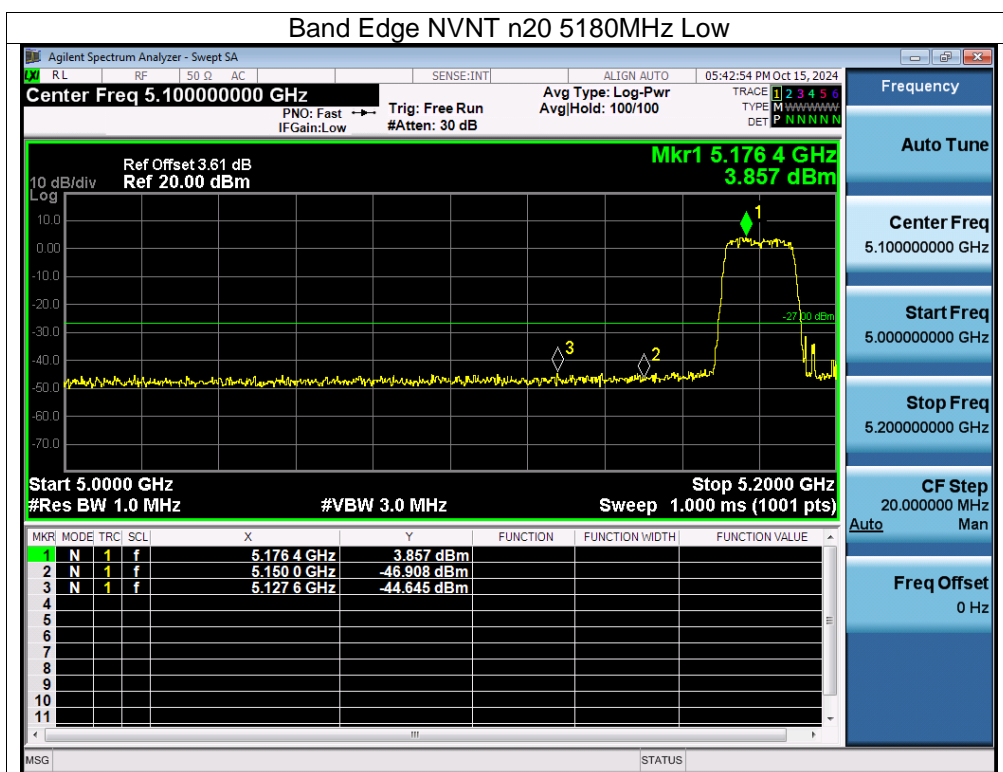 Band Edge NVNT n20 5180MHz Low
Agilent Spectrum Analyzer - Swept SA
LXI RL RF 50 Ω AC SENSE:INT ALIGN AUTO 05:42:54 PM Oct 15, 2024
Center Freq 5.100000000 GHz
PNO: Fast
IFGain:Low
Trig: Free Run
#Atten: 30 dB
Avg Type: Log-Pwr
Avg|Hold: 100/100
TRACE 1 2 3 4 5 6
TYPE M WWWWW
DET P N N N N N
Ref Offset 3.61 dB
Ref 20.00 dBm
10 dB/div
Log
Mkr1 5.176 4 GHz
3.857 dBm
10.0
0.00
-10.0
-20.0
-30.0
-40.0
-50.0
-60.0
-70.0
1
-27.00 dBm
3
2
Start 5.0000 GHz
Stop 5.2000 GHz
#Res BW 1.0 MHz
#VBW 3.0 MHz
Sweep 1.000 ms (1001 pts)
MKR MODE TRC SCL X Y FUNCTION FUNCTION WIDTH FUNCTION VALUE
1 N 1 f 5.176 4 GHz 3.857 dBm
2 N 1 f 5.150 0 GHz -46.908 dBm
3 N 1 f 5.127 6 GHz -44.645 dBm
4
5
6
7
8
9
10
11
MSG
STATUS
Frequency
Auto Tune
Center Freq
5.100000000 GHz
Start Freq
5.000000000 GHz
Stop Freq
5.200000000 GHz
CF Step
20.000000 MHz
Auto Man
Freq Offset
0 Hz